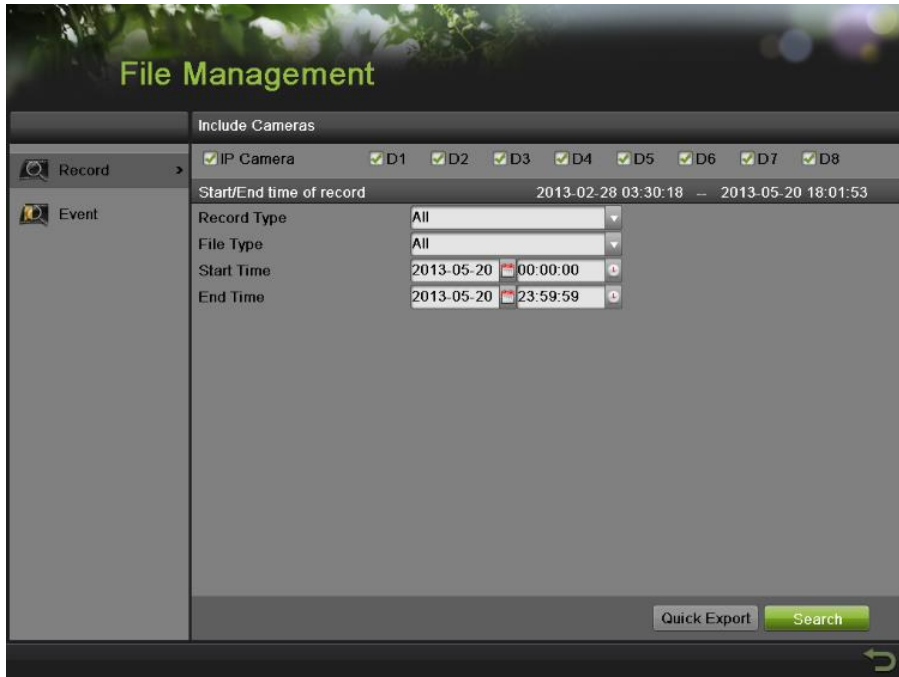 File Management
Include Cameras
Record
IP Camera D1 D2 D3 D4 D5 D6 D7 D8
Start/End time of record 2013-02-28 03:30:18 -- 2013-05-20 18:01:53
Event
Record Type All
File Type All
Start Time 2013-05-20 00:00:00
End Time 2013-05-20 23:59:59
Quick Export Search